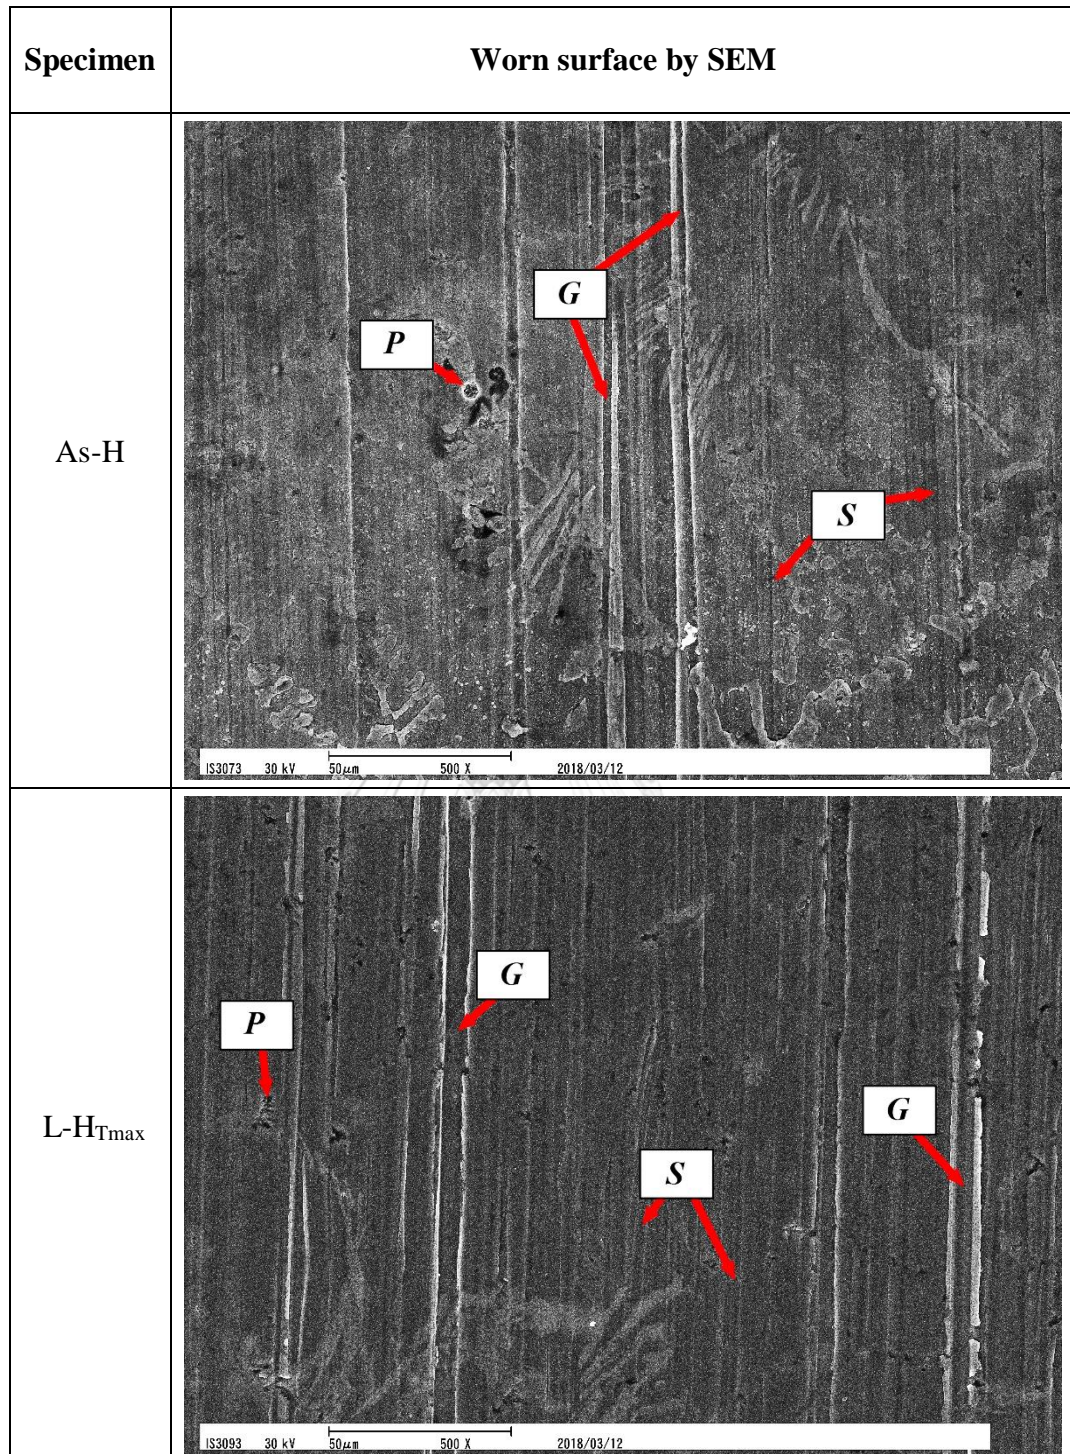 Specimen
Worn surface by SEM
As-H
G
P
S
IS3073 30 kV 50μm 500 X 2018/03/12
L-HTmax
G
P
G
S
IS3093 30 kV 50μm 500 X 2018/03/12